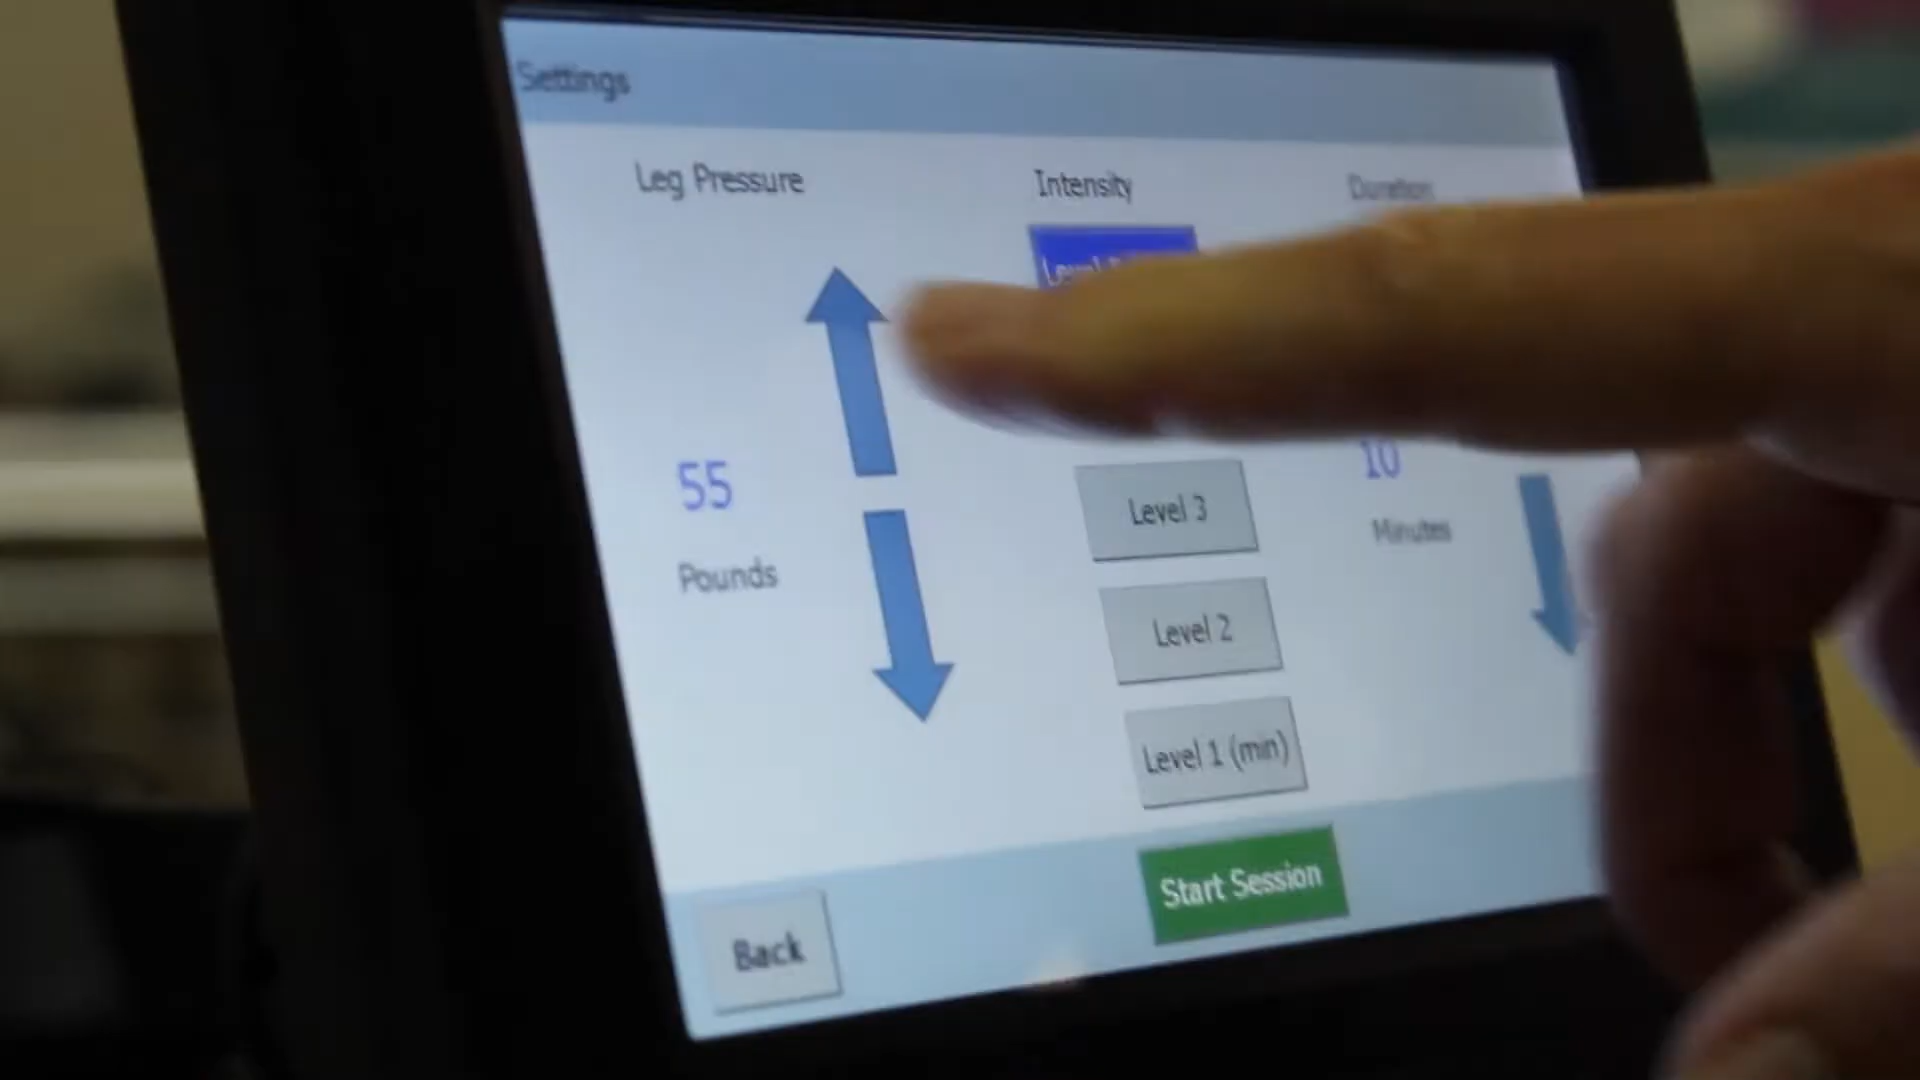 Settings
Leg Pressure
Intensity
Duration
Level
55
Pounds
10
Minutes
Level 3
Level 2
Level 1 (min)
Start Session
Back